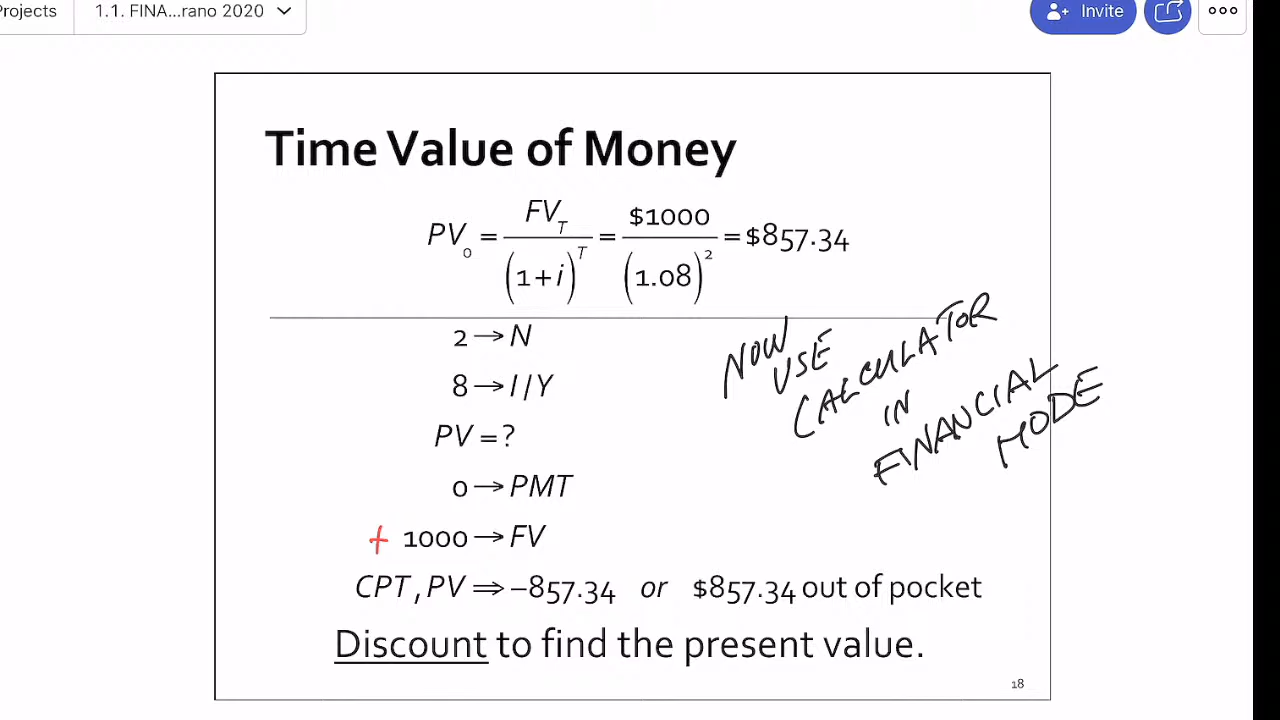 Projects
1.1. FINA...rano 2020
Invite
Time Value of Money
PV₀ = FV_T / (1+i)^T = $1000 / (1.08)^2 = $857.34
2→N
8→I/Y
PV = ?
0→PMT
+ 1000→FV
CPT, PV ⇒ –857.34 or $857.34 out of pocket
Discount to find the present value.
18
NOW
USE
CALCULATOR
IN
FINANCIAL
MODE